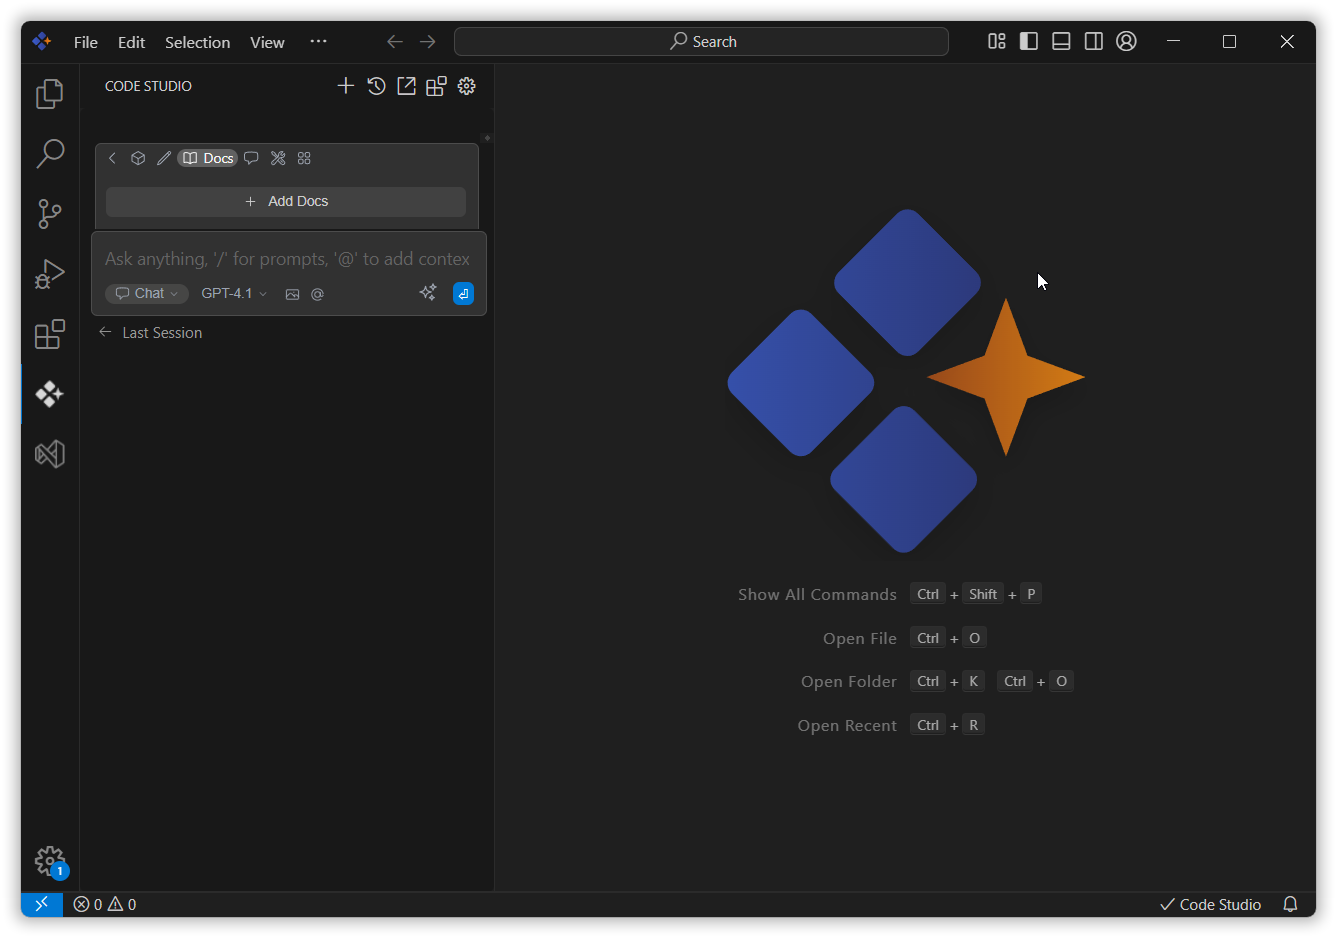 File Edit Selection View ···
Search
CODE STUDIO
Docs
+ Add Docs
Ask anything, '/' for prompts, '@' to add contex
Chat GPT-4.1
← Last Session
Show All Commands Ctrl + Shift + P
Open File Ctrl + O
Open Folder Ctrl + K Ctrl + O
Open Recent Ctrl + R
1
0 0
Code Studio